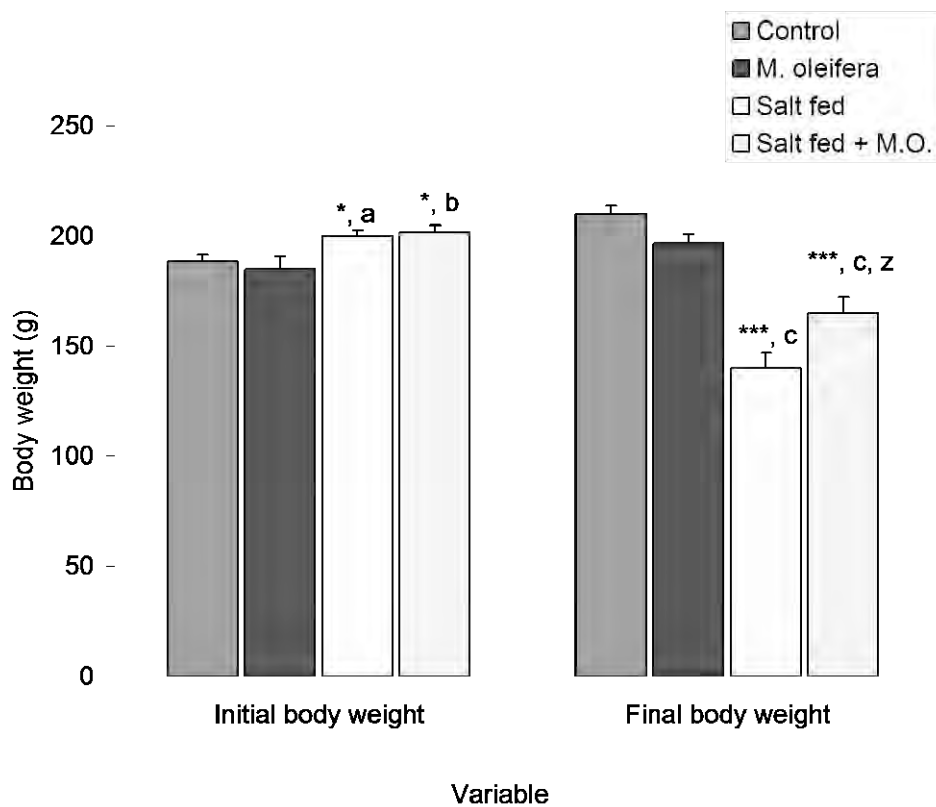 Control
M. oleifera
Salt fed
Salt fed + M.O.
250
200
150
100
50
0
Body weight (g)
*, a
*, b
***, c
***, c, z
Initial body weight
Final body weight
Variable